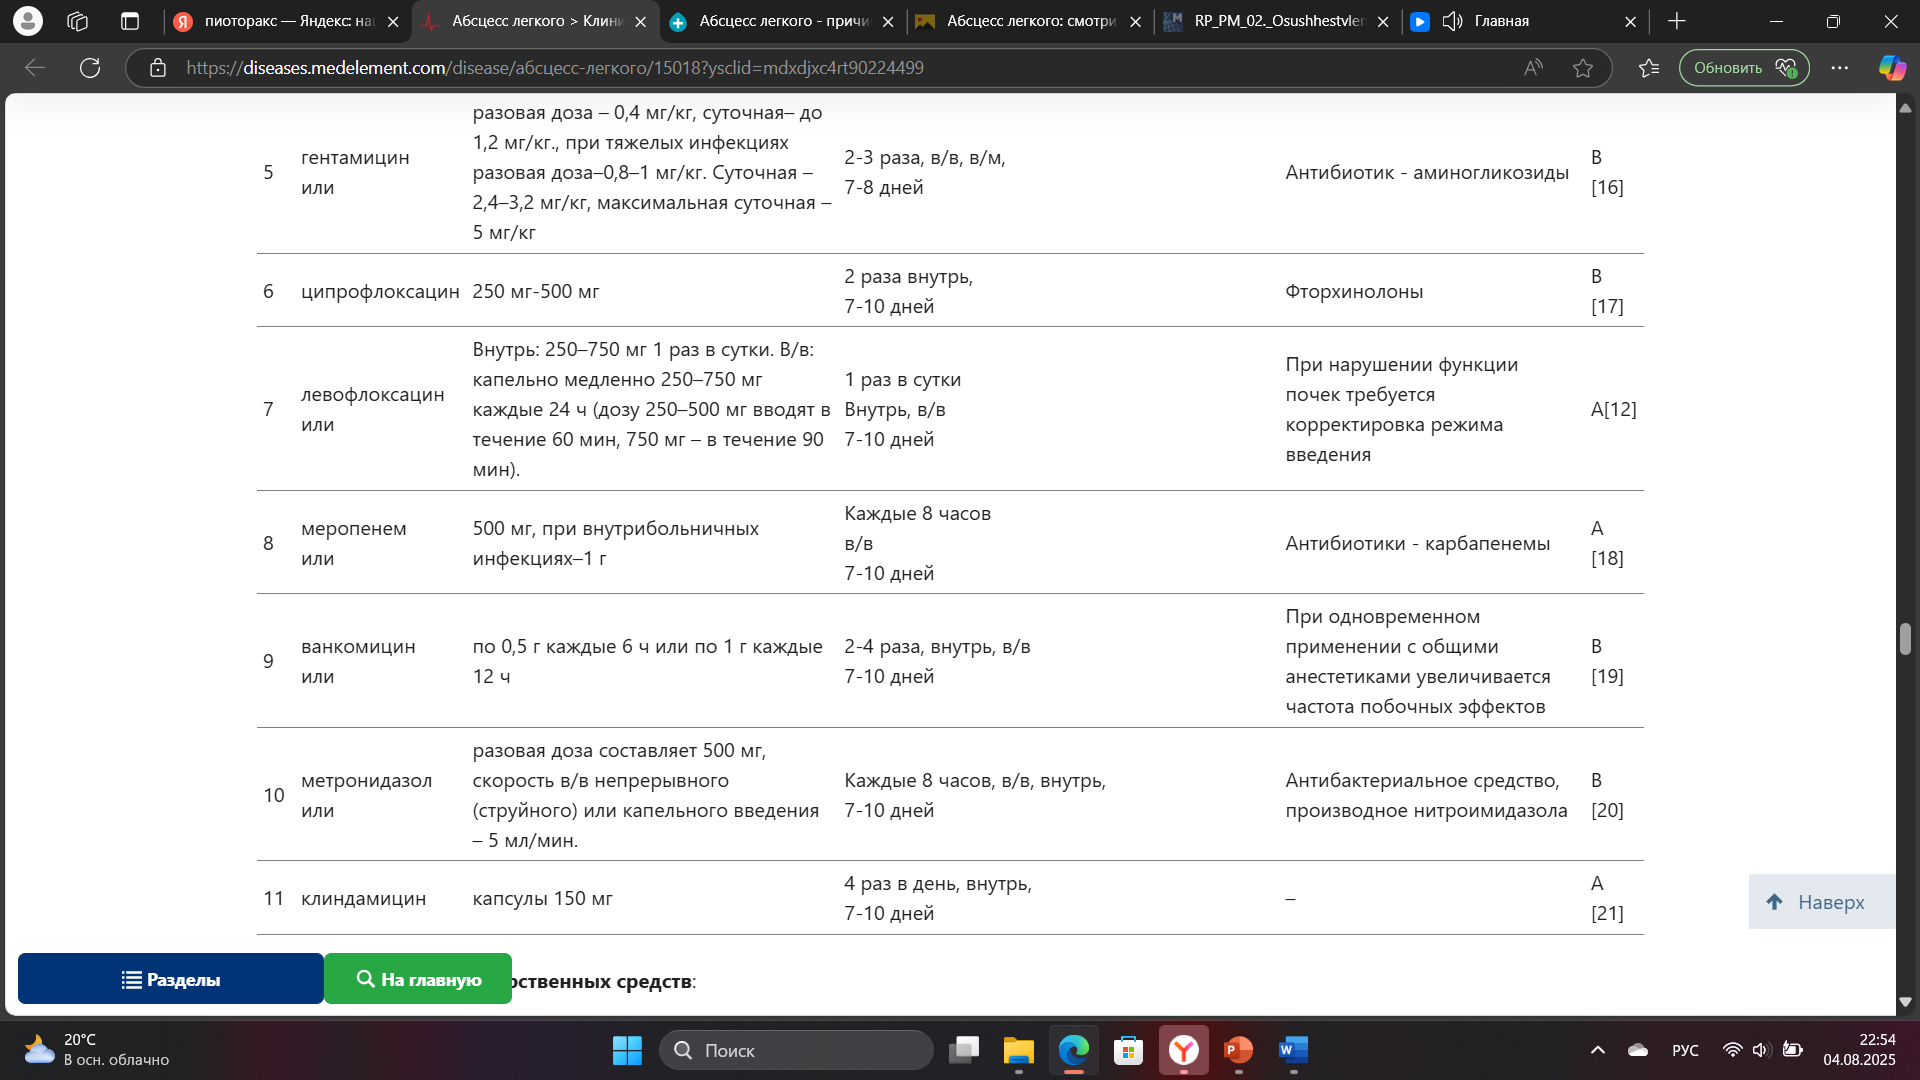 пиоторакс — Яндекс: на
Абсцесс легкого > Клини
Абсцесс легкого - причи
Абсцесс легкого: смотри
RP_PM_02._Osushhestvler
Главная
https://diseases.medelement.com/disease/абсцесс-легкого/15018?ysclid=mdxdjxc4rt90224499
Обновить
5
гентамицин
или
разовая доза – 0,4 мг/кг, суточная– до
1,2 мг/кг., при тяжелых инфекциях
разовая доза–0,8–1 мг/кг. Суточная –
2,4–3,2 мг/кг, максимальная суточная –
5 мг/кг
2-3 раза, в/в, в/м,
7-8 дней
Антибиотик - аминогликозиды
B
[16]
6
ципрофлоксацин
250 мг-500 мг
2 раза внутрь,
7-10 дней
Фторхинолоны
B
[17]
7
левофлоксацин
или
Внутрь: 250–750 мг 1 раз в сутки. В/в:
капельно медленно 250–750 мг
каждые 24 ч (дозу 250–500 мг вводят в
течение 60 мин, 750 мг – в течение 90
мин).
1 раз в сутки
Внутрь, в/в
7-10 дней
При нарушении функции
почек требуется
корректировка режима
введения
A[12]
8
меропенем
или
500 мг, при внутрибольничных
инфекциях–1 г
Каждые 8 часов
в/в
7-10 дней
Антибиотики - карбапенемы
A
[18]
9
ванкомицин
или
по 0,5 г каждые 6 ч или по 1 г каждые
12 ч
2-4 раза, внутрь, в/в
7-10 дней
При одновременном
применении с общими
анестетиками увеличивается
частота побочных эффектов
B
[19]
10
метронидазол
или
разовая доза составляет 500 мг,
скорость в/в непрерывного
(струйного) или капельного введения
– 5 мл/мин.
Каждые 8 часов, в/в, внутрь,
7-10 дней
Антибактериальное средство,
производное нитроимидазола
B
[20]
11
клиндамицин
капсулы 150 мг
4 раз в день, внутрь,
7-10 дней
–
A
[21]
Наверх
Разделы
На главную
рственных средств:
20°C
В осн. облачно
Поиск
РУС
22:54
04.08.2025